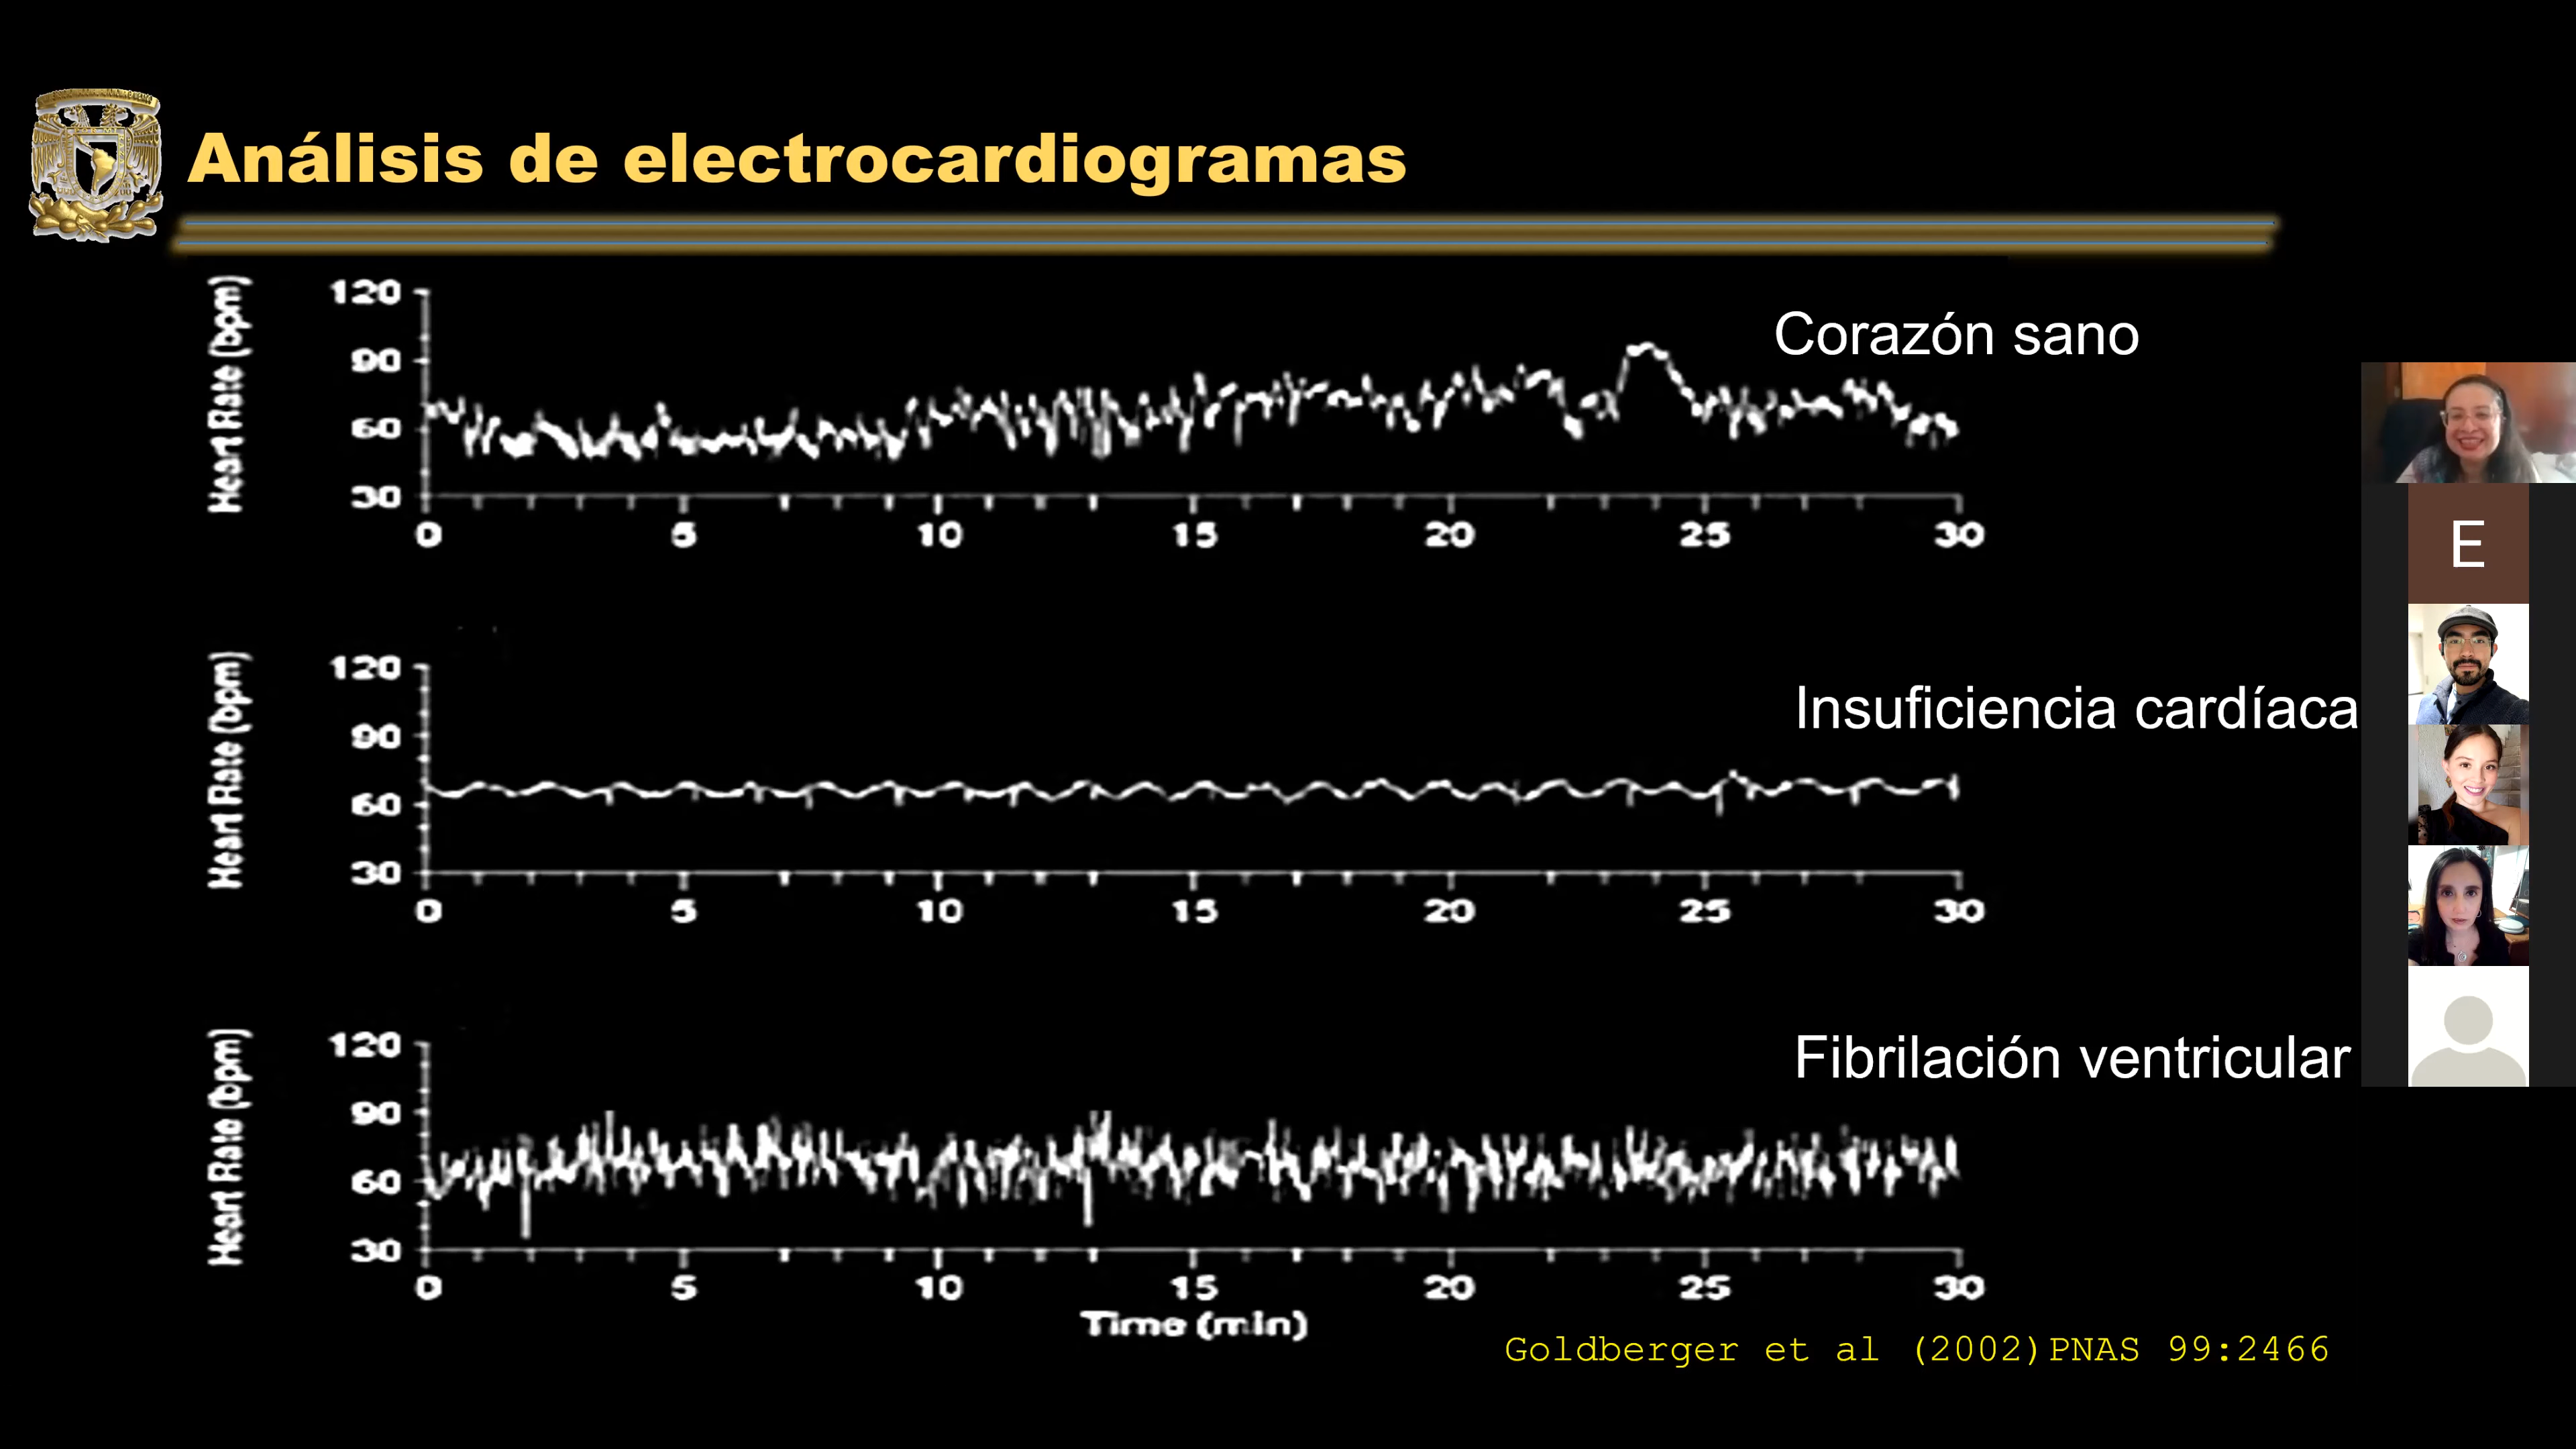 Análisis de electrocardiogramas
Heart Rate (bpm)
120
90
60
30
0 5 10 15 20 25 30
Corazón sano
E
Heart Rate (bpm)
120
90
60
30
0 5 10 15 20 25 30
Insuficiencia cardíaca
Heart Rate (bpm)
120
90
60
30
0 5 10 15 20 25 30
Fibrilación ventricular
Time (min)
Goldberger et al (2002)PNAS 99:2466